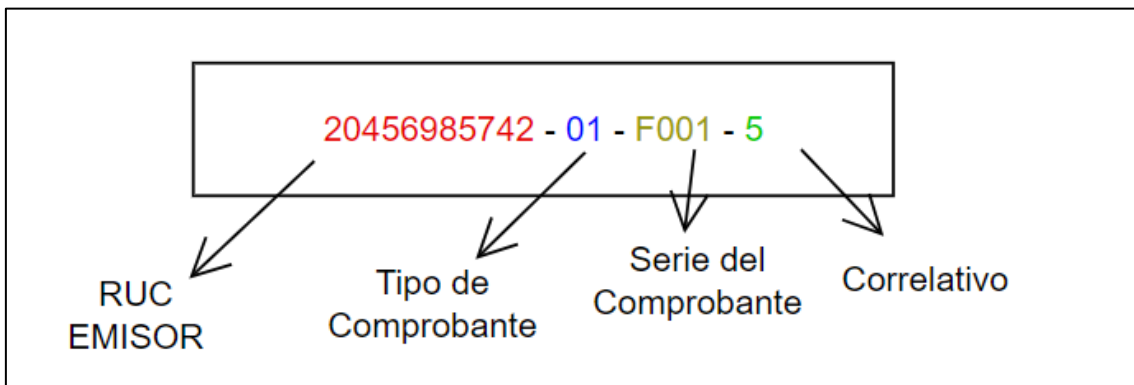 20456985742 - 01 - F001 - 5
RUC
EMISOR
Tipo de
Comprobante
Serie del
Comprobante
Correlativo